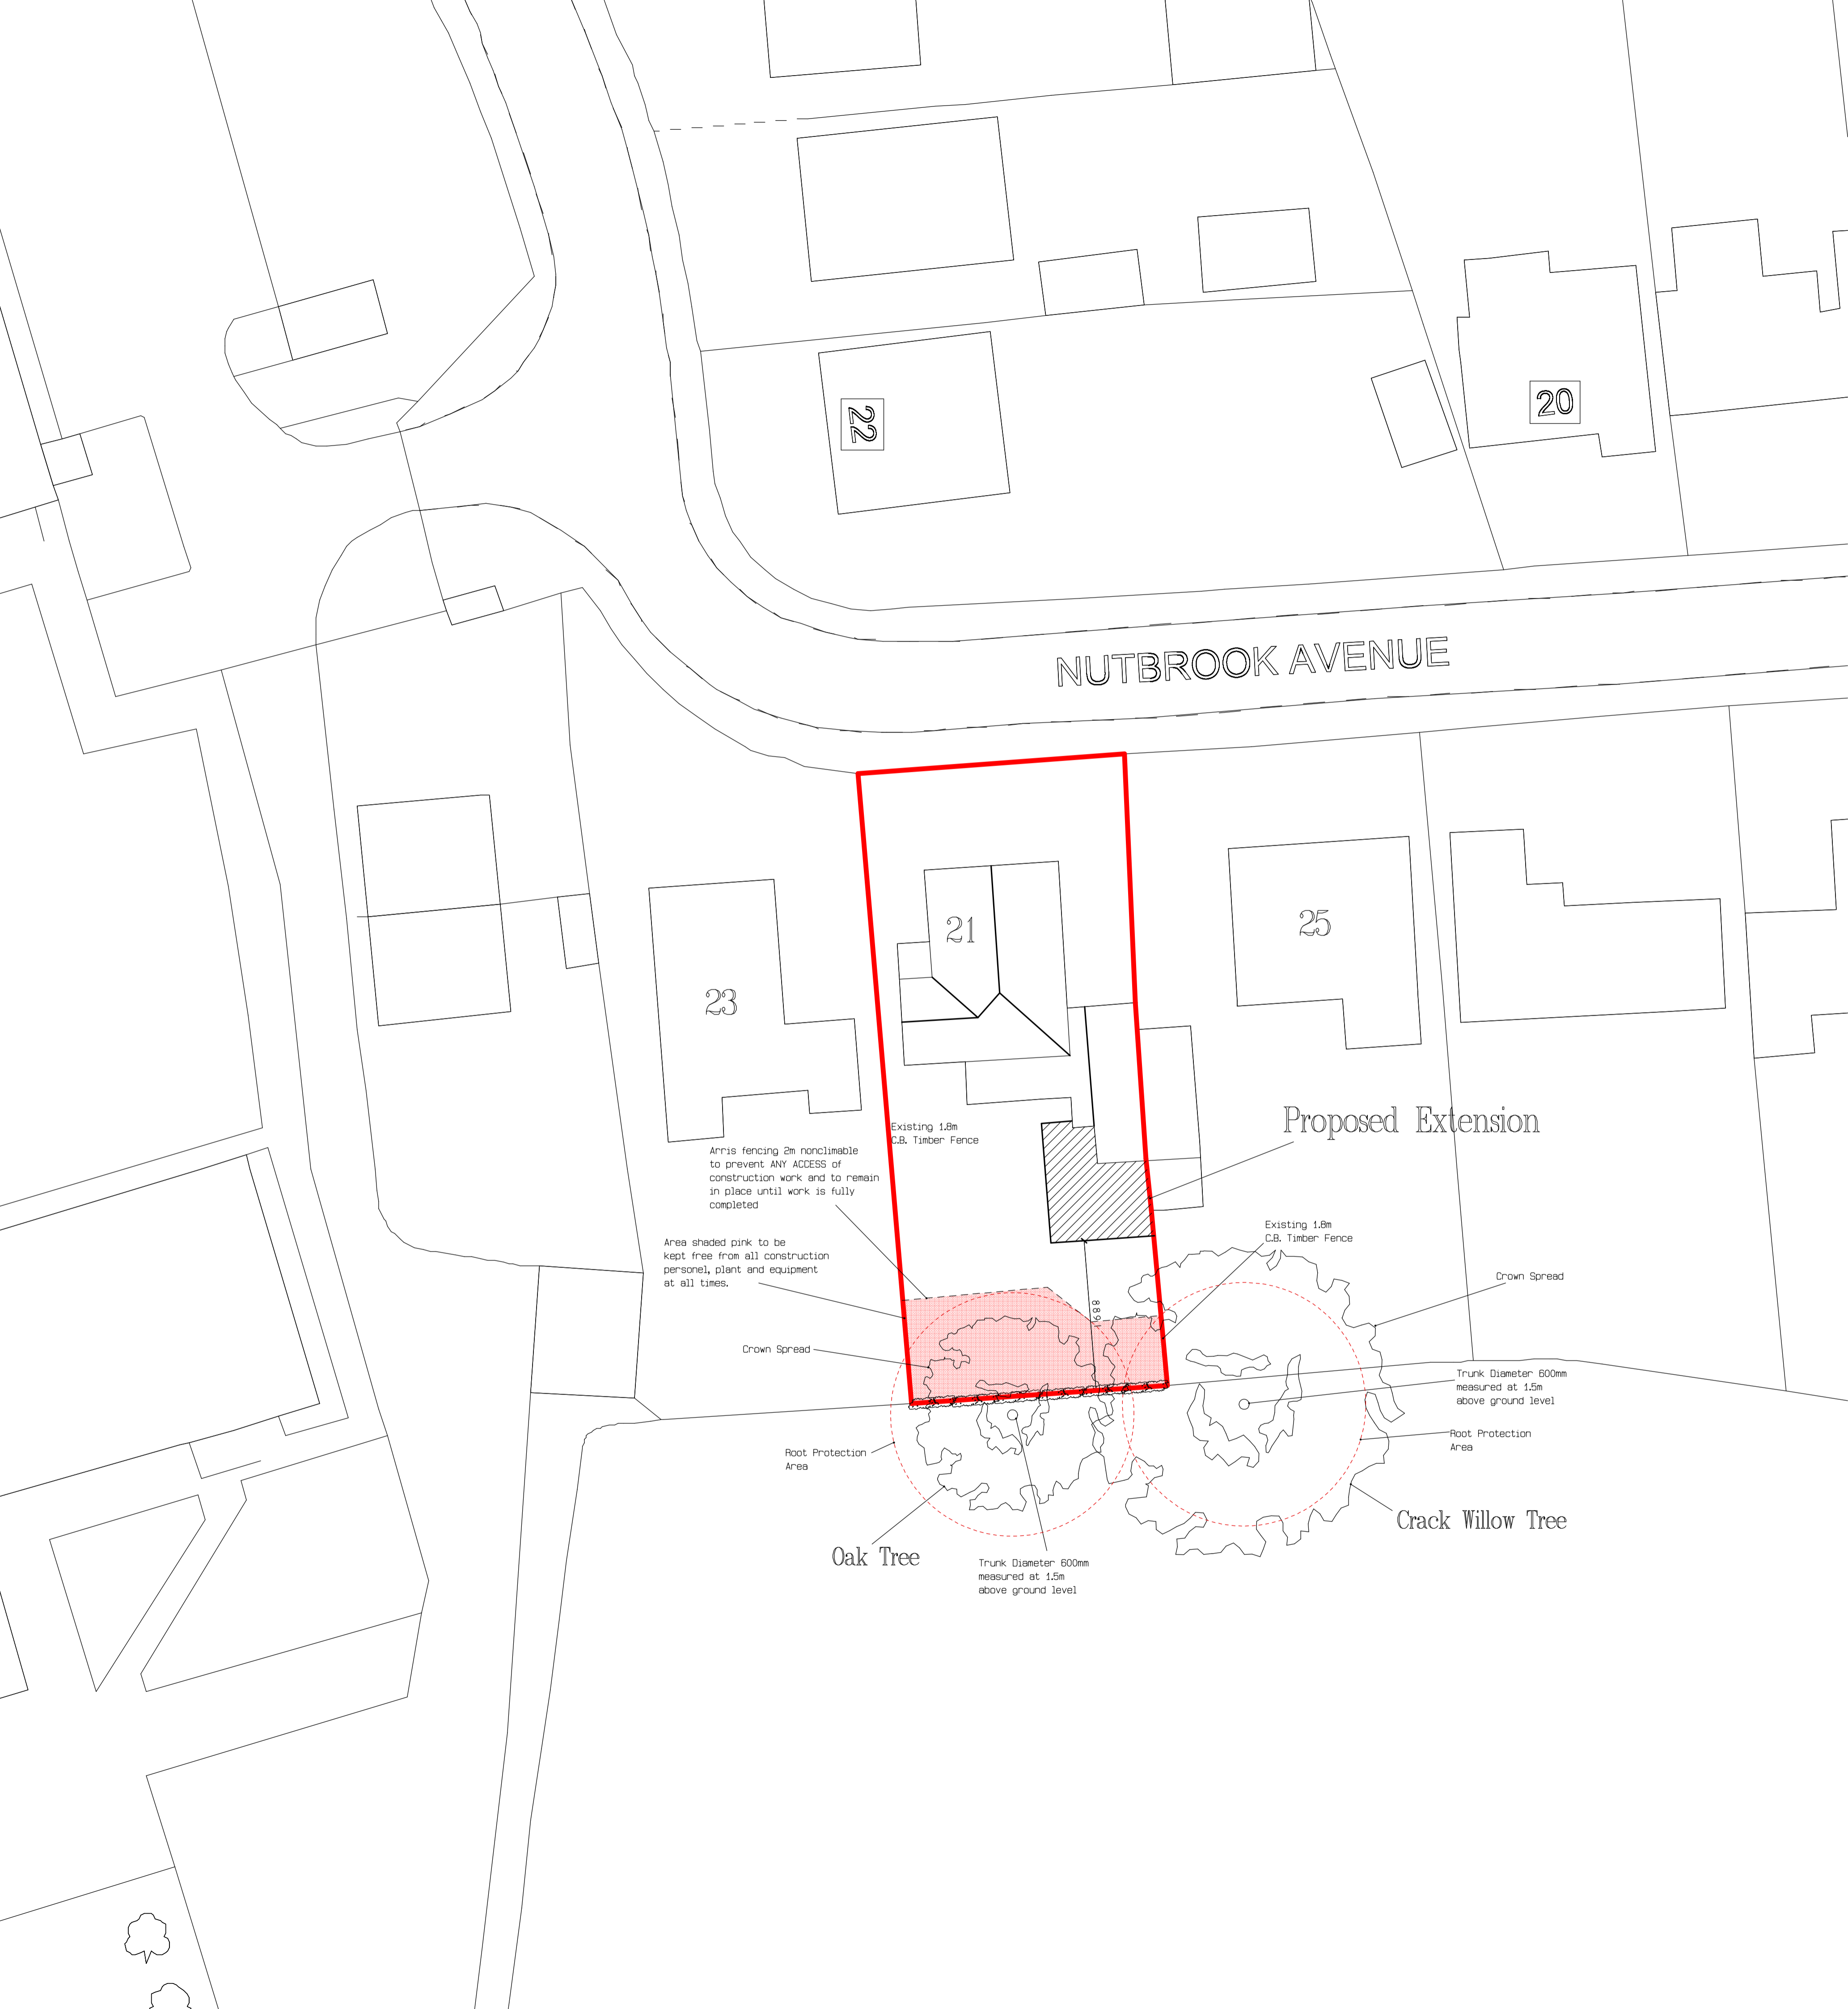 22
20
NUTBROOK AVENUE
21
25
23
Proposed Extension
Existing 1.8m
C.B. Timber Fence
Arris fencing 2m nonclimable
to prevent ANY ACCESS of
construction work and to remain
in place until work is fully
completed
Area shaded pink to be
kept free from all construction
personel, plant and equipment
at all times.
Existing 1.8m
C.B. Timber Fence
Crown Spread
889
Crown Spread
Trunk Diameter 600mm
measured at 1.5m
above ground level
Root Protection
Area
Root Protection
Area
Crack Willow Tree
Oak Tree
Trunk Diameter 600mm
measured at 1.5m
above ground level